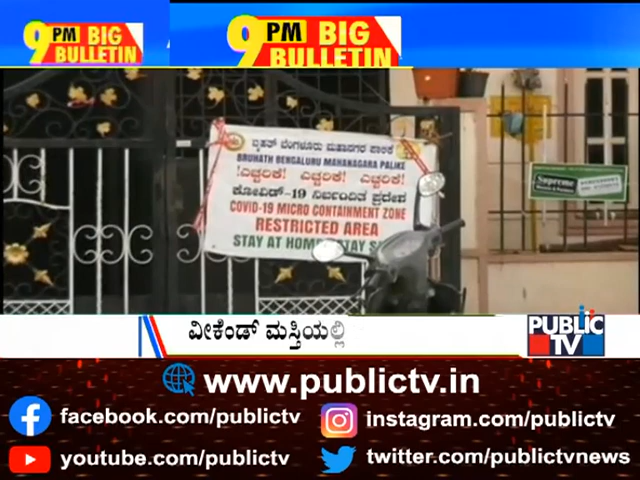 9PM BIG BULLETIN
9PM BIG BULLETIN
ಬೃಹತ್ ಬೆಂಗಳೂರು ಮಹಾನಗರ ಪಾಲಿಕೆ
BRUHATH BENGALURU MAHANAGARA PALIKE
!ಎಚ್ಚರಿಕೆ! ಎಚ್ಚರಿಕೆ! ಎಚ್ಚರಿಕೆ!
ಕೋವಿಡ್-19 ನಿರ್ಬಂಧಿತ ಪ್ರದೇಶ
COVID-19 MICRO CONTAINMENT ZONE
RESTRICTED AREA
STAY AT HOME STAY S
Supreme
ವೀಕೆಂಡ್ ಮಸ್ತಿಯಲ್ಲಿ
PUBLIC TV
www.publictv.in
facebook.com/publictv
instagram.com/publictv
youtube.com/publictv
twitter.com/publictvnews